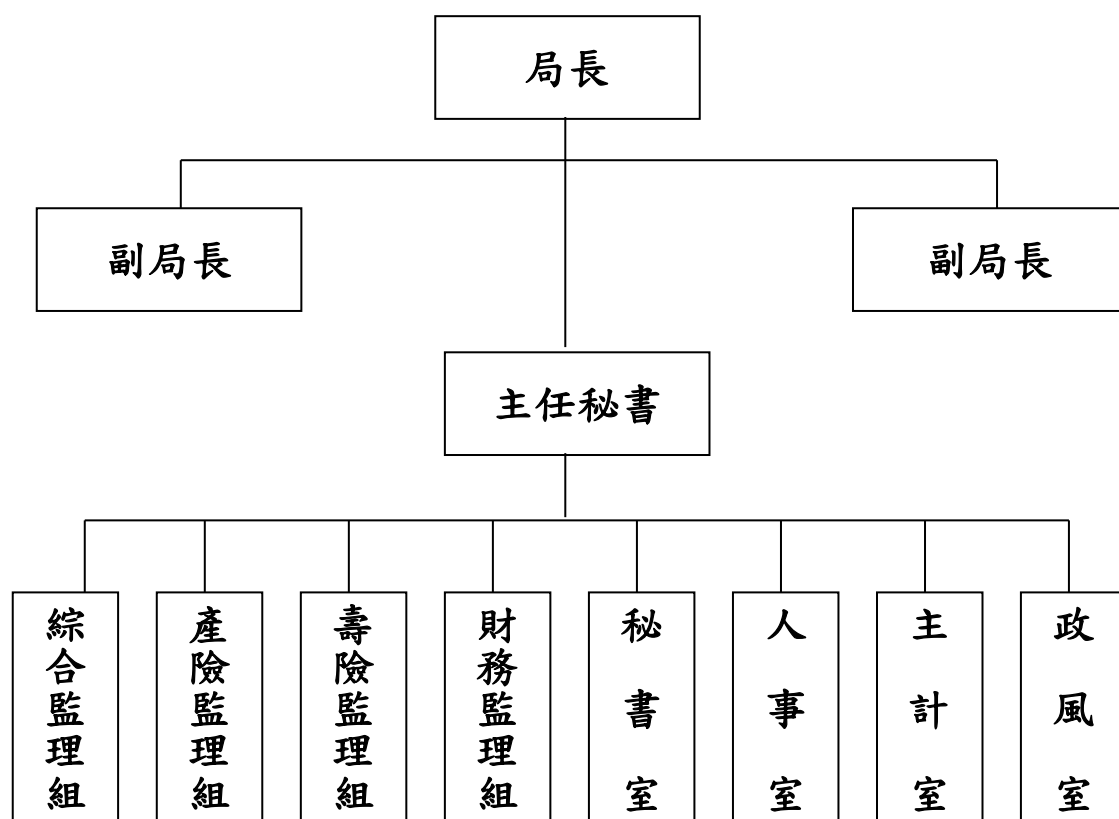 局長
副局長
副局長
主任秘書
綜合監理組
產險監理組
壽險監理組
財務監理組
秘書室
人事室
主計室
政風室